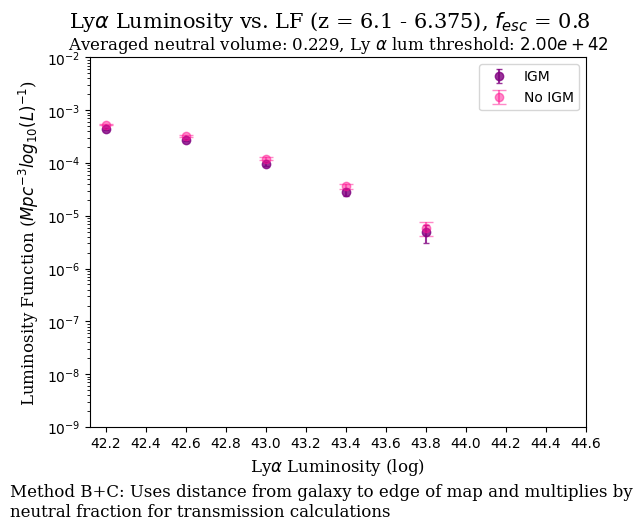 Lyα Luminosity vs. LF (z = 6.1 - 6.375), f_esc = 0.8
Averaged neutral volume: 0.229, Ly α lum threshold: 2.00e + 42
IGM
No IGM
Luminosity Function (Mpc⁻³log₁₀(L)⁻¹)
10⁻²
10⁻³
10⁻⁴
10⁻⁵
10⁻⁶
10⁻⁷
10⁻⁸
10⁻⁹
42.2 42.4 42.6 42.8 43.0 43.2 43.4 43.6 43.8 44.0 44.2 44.4 44.6
Lyα Luminosity (log)
Method B+C: Uses distance from galaxy to edge of map and multiplies by
neutral fraction for transmission calculations